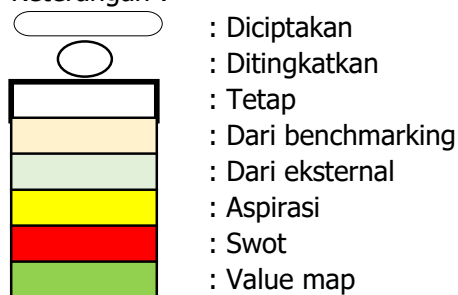 Keterangan :
: Diciptakan
: Ditingkatkan
: Tetap
: Dari benchmarking
: Dari eksternal
: Aspirasi
: Swot
: Value map